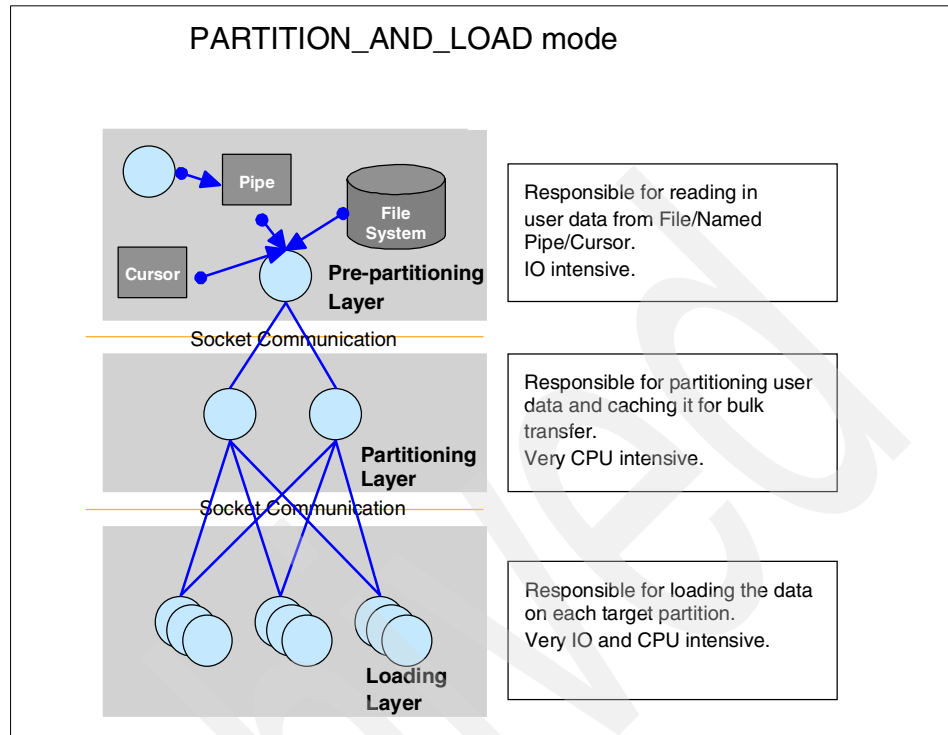 PARTITION_AND_LOAD mode
Pipe
File
System
Cursor
Pre-partitioning
Layer
Responsible for reading in
user data from File/Named
Pipe/Cursor.
IO intensive.
Socket Communication
Partitioning
Layer
Responsible for partitioning user
data and caching it for bulk
transfer.
Very CPU intensive.
Socket Communication
Loading
Layer
Responsible for loading the data
on each target partition.
Very IO and CPU intensive.